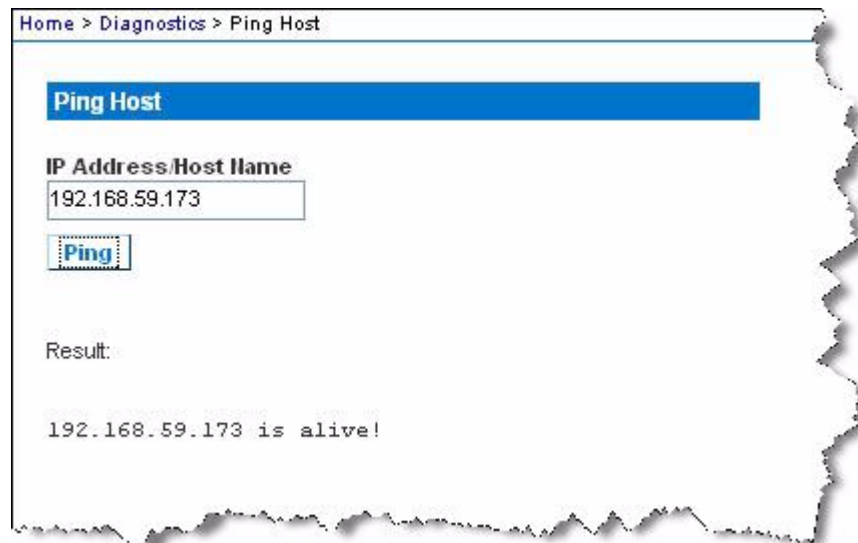 Home > Diagnostics > Ping Host
Ping Host
IP Address/Host Name
192.168.59.173
Ping
Result:
192.168.59.173 is alive!